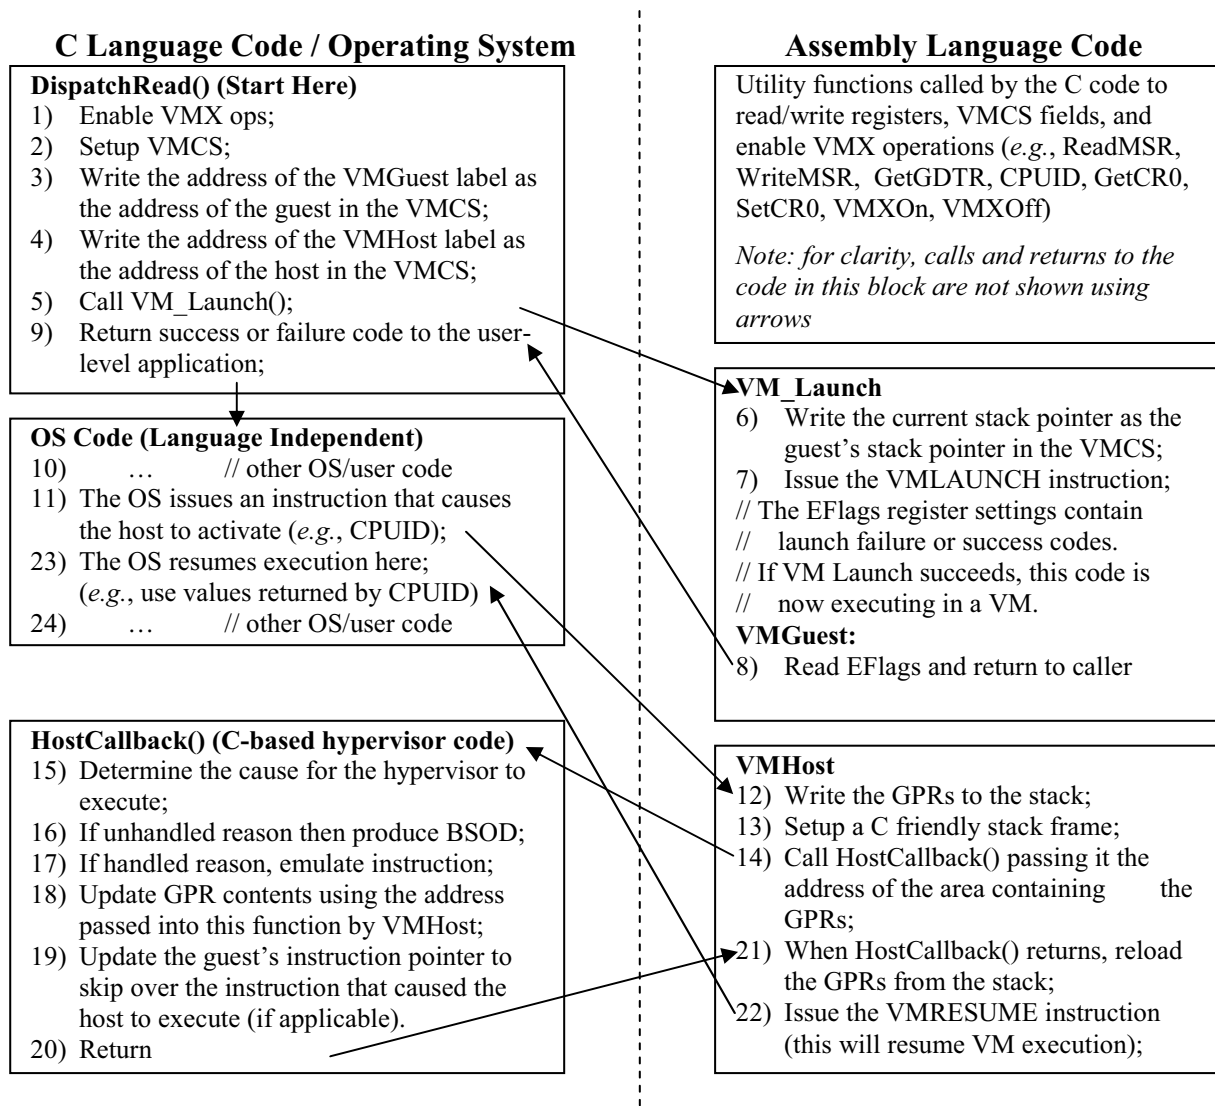 C Language Code / Operating System
DispatchRead() (Start Here)
1) Enable VMX ops;
2) Setup VMCS;
3) Write the address of the VMGuest label as
the address of the guest in the VMCS;
4) Write the address of the VMHost label as
the address of the host in the VMCS;
5) Call VM_Launch();
9) Return success or failure code to the user-
level application;
OS Code (Language Independent)
10) … // other OS/user code
11) The OS issues an instruction that causes
the host to activate (e.g., CPUID);
23) The OS resumes execution here;
(e.g., use values returned by CPUID)
24) … // other OS/user code
HostCallback() (C-based hypervisor code)
15) Determine the cause for the hypervisor to
execute;
16) If unhandled reason then produce BSOD;
17) If handled reason, emulate instruction;
18) Update GPR contents using the address
passed into this function by VMHost;
19) Update the guest's instruction pointer to
skip over the instruction that caused the
host to execute (if applicable).
20) Return
Assembly Language Code
Utility functions called by the C code to
read/write registers, VMCS fields, and
enable VMX operations (e.g., ReadMSR,
WriteMSR, GetGDTR, CPUID, GetCR0,
SetCR0, VMXOn, VMXOff)
Note: for clarity, calls and returns to the
code in this block are not shown using
arrows
VM_Launch
6) Write the current stack pointer as the
guest's stack pointer in the VMCS;
7) Issue the VMLAUNCH instruction;
// The EFlags register settings contain
// launch failure or success codes.
// If VM Launch succeeds, this code is
// now executing in a VM.
VMGuest:
8) Read EFlags and return to caller
VMHost
12) Write the GPRs to the stack;
13) Setup a C friendly stack frame;
14) Call HostCallback() passing it the
address of the area containing the
GPRs;
21) When HostCallback() returns, reload
the GPRs from the stack;
22) Issue the VMRESUME instruction
(this will resume VM execution);